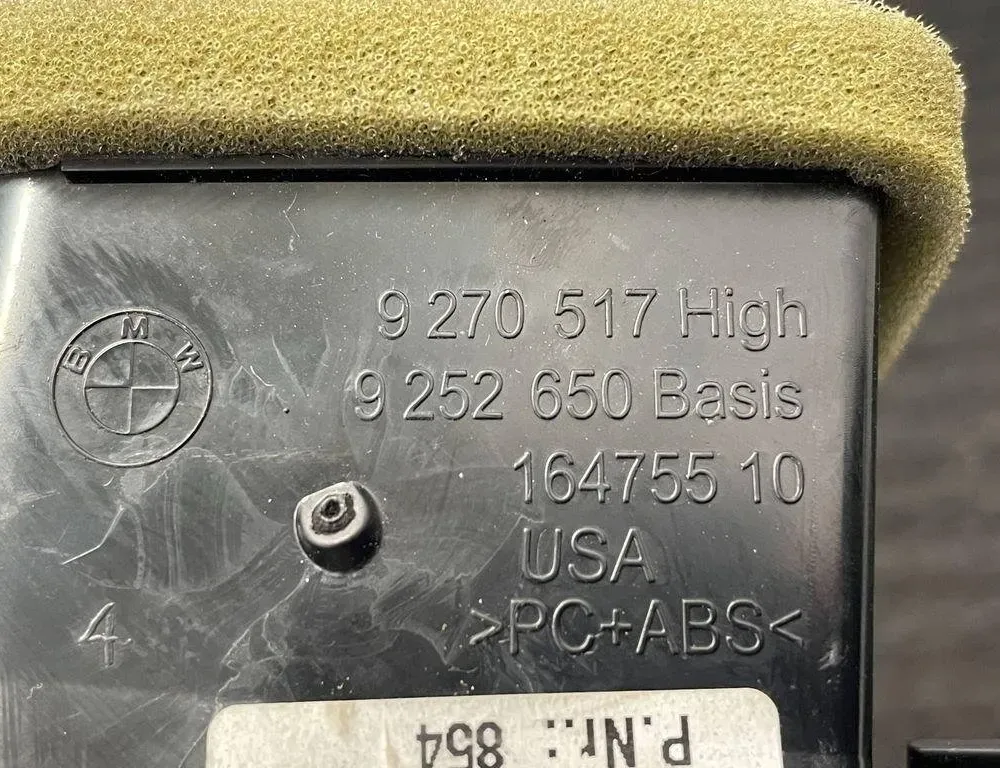 BMW
9 270 517 High
9 252 650 Basis
164755 10
USA
>PC+ABS<
4
P.Nr.: 854